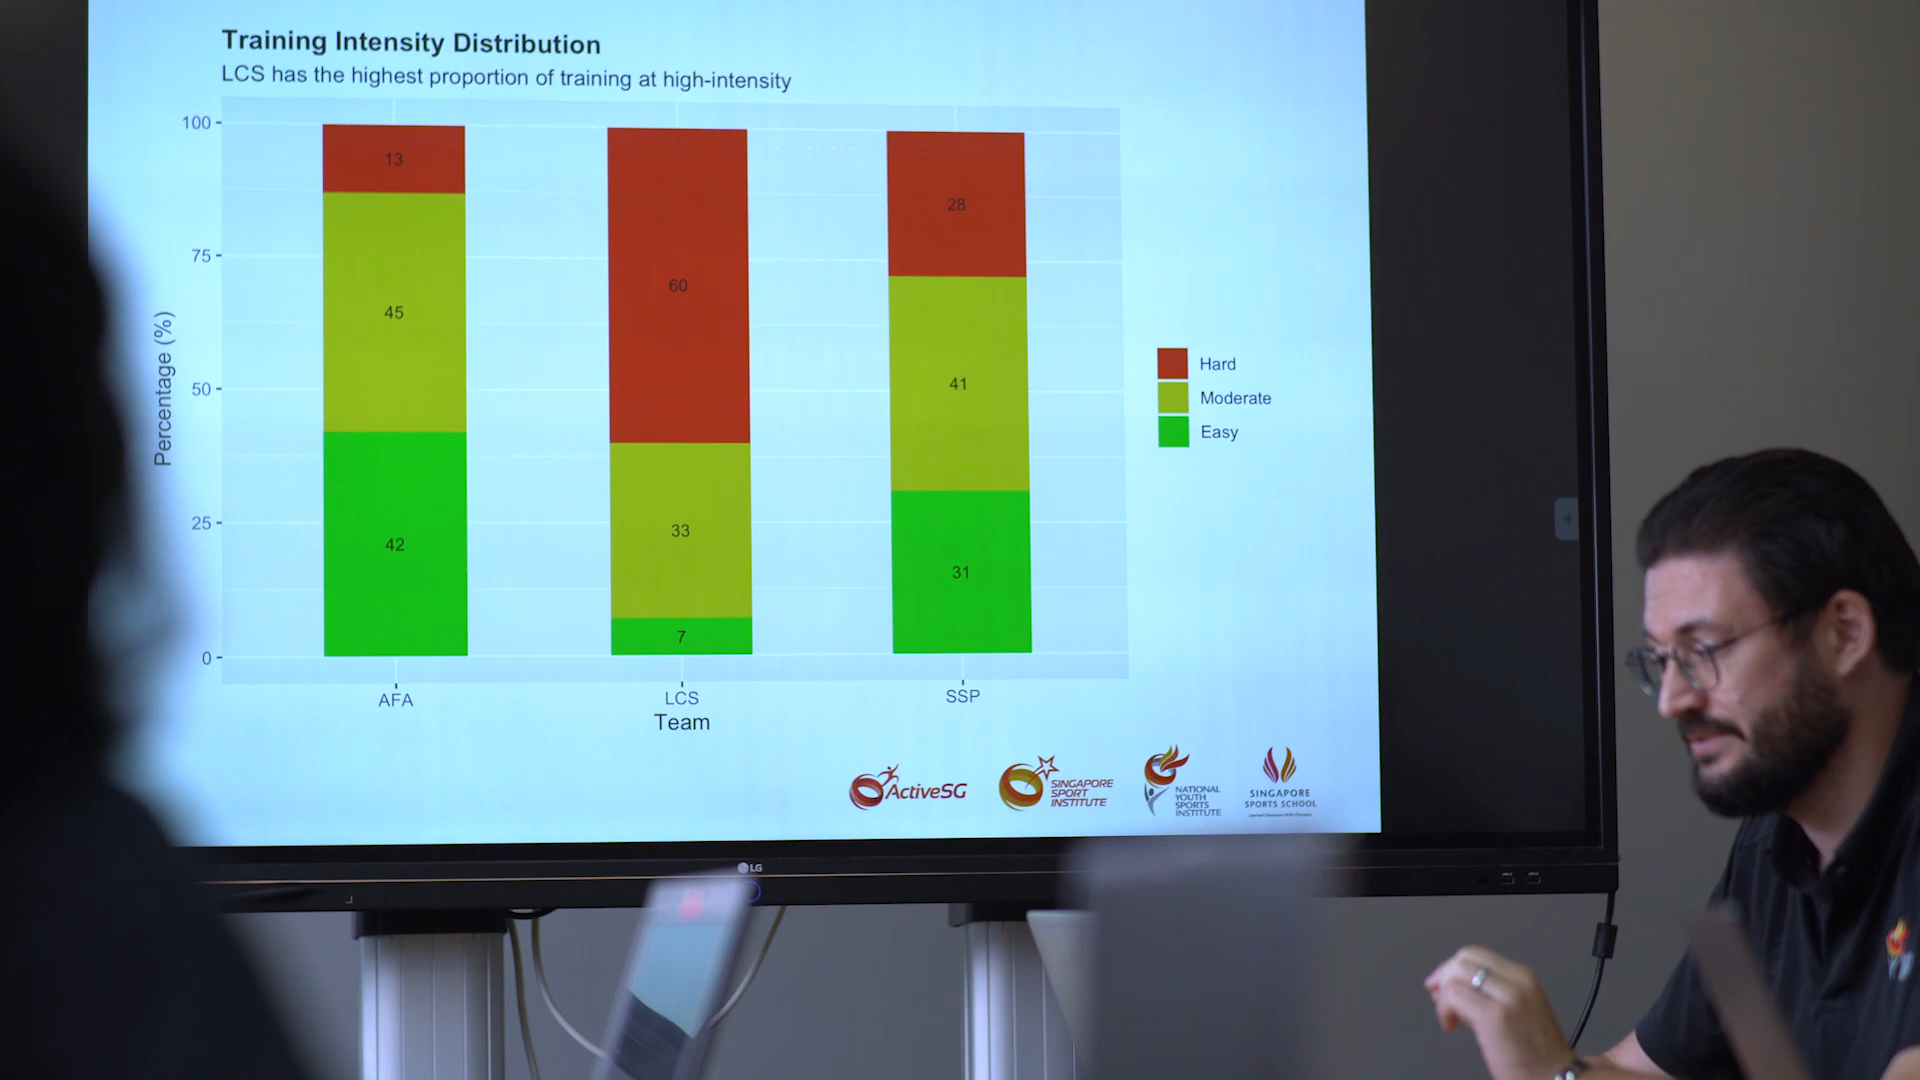 Training Intensity Distribution
LCS has the highest proportion of training at high-intensity
100
75
50
25
0
Percentage (%)
13
45
42
60
33
7
28
41
31
AFA
LCS
SSP
Team
Hard
Moderate
Easy
ActiveSG
SINGAPORE
SPORT
INSTITUTE
NATIONAL
YOUTH
SPORTS
INSTITUTE
SINGAPORE
SPORTS SCHOOL
LG